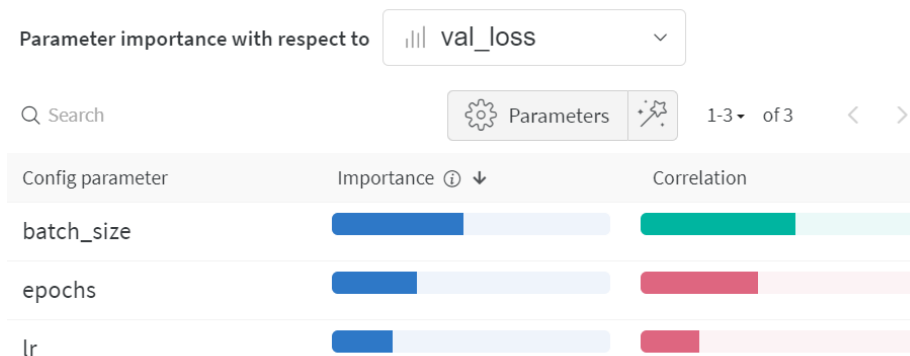 Parameter importance with respect to val_loss
Search Parameters 1-3 of 3
Config parameter Importance Correlation
batch_size
epochs
lr